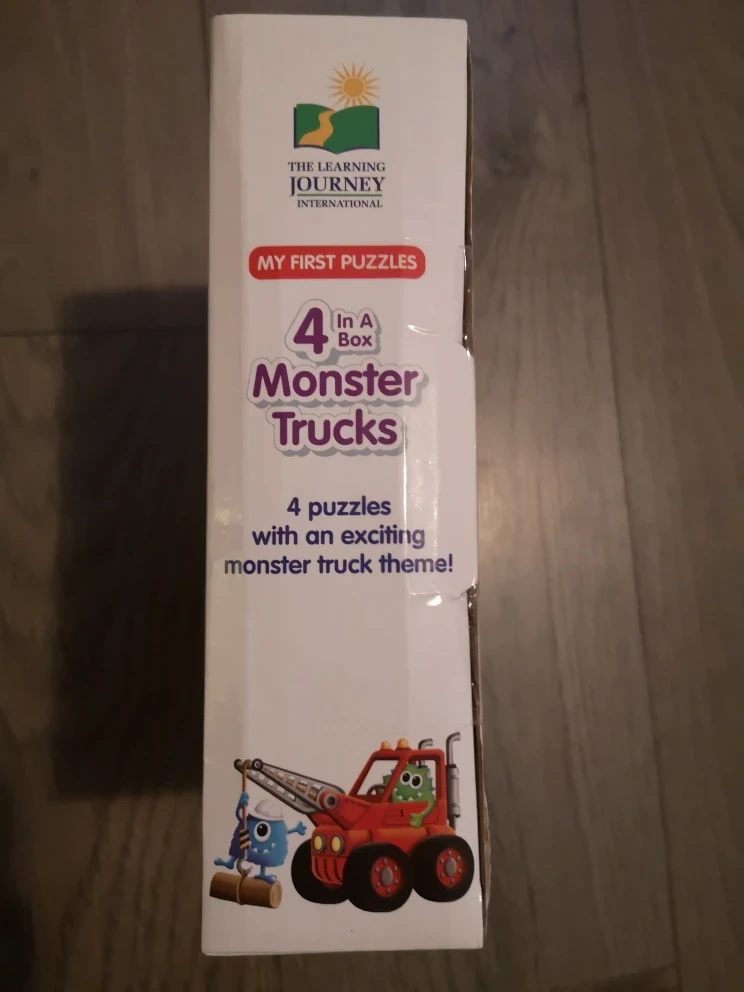 THE LEARNING
JOURNEY
INTERNATIONAL
MY FIRST PUZZLES
4 In A
Box
Monster
Trucks
4 puzzles
with an exciting
monster truck theme!
1